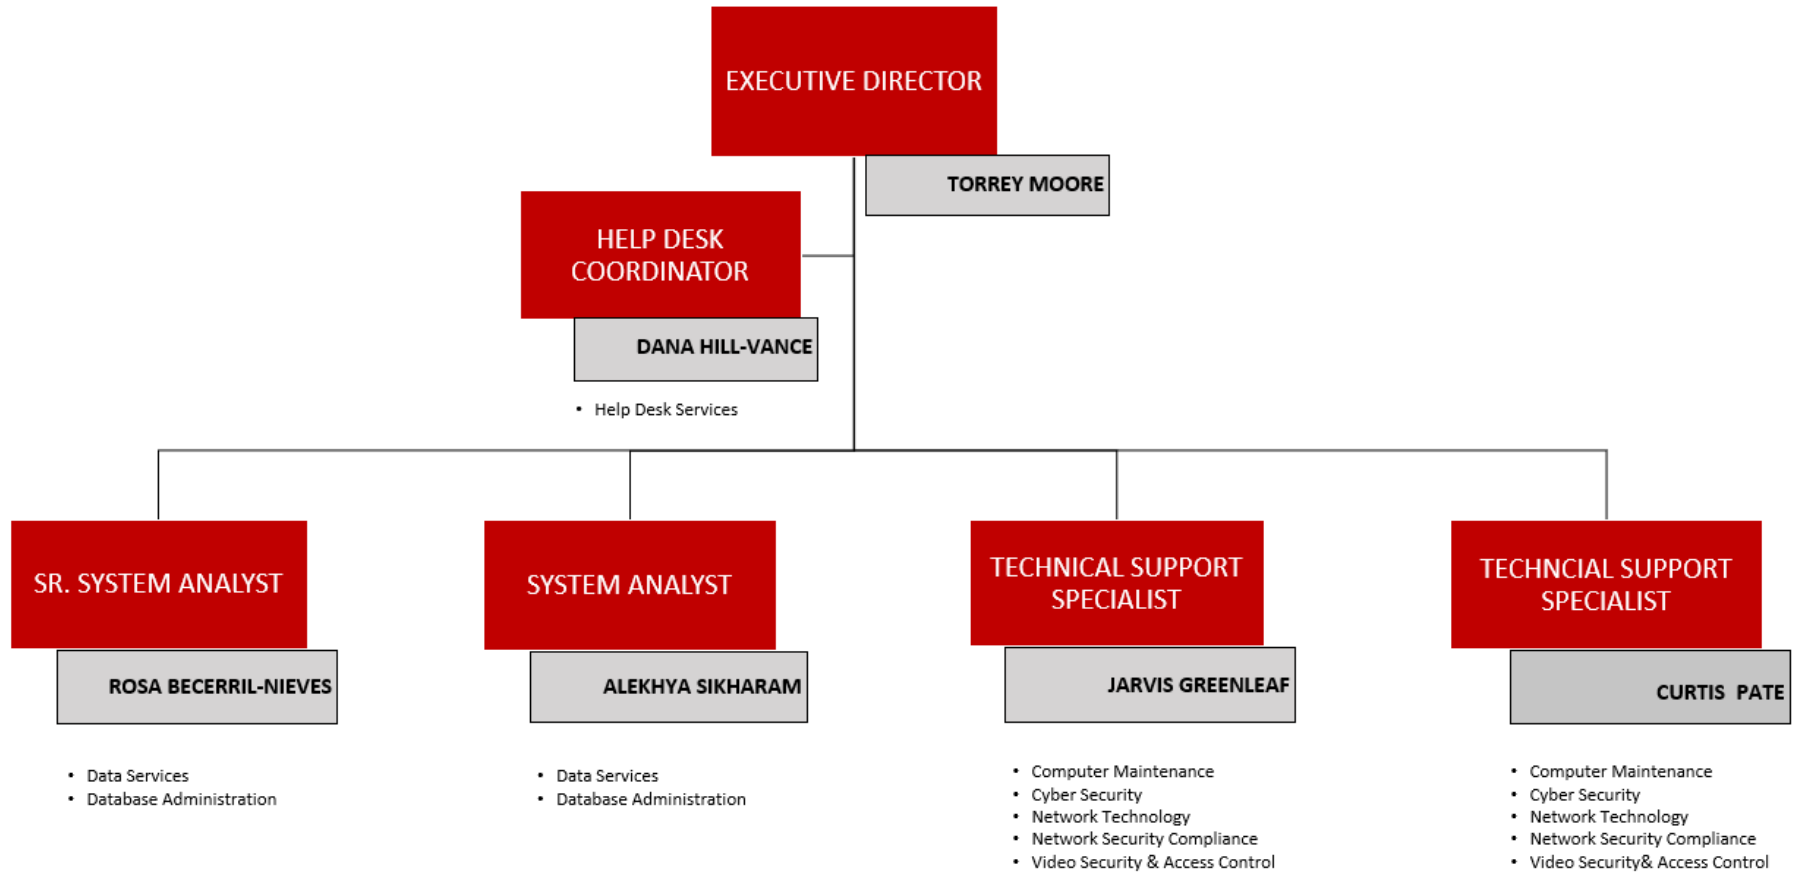 EXECUTIVE DIRECTOR
TORREY MOORE
HELP DESK
COORDINATOR
DANA HILL-VANCE
• Help Desk Services
SR. SYSTEM ANALYST
ROSA BECERRIL-NIEVES
• Data Services
• Database Administration
SYSTEM ANALYST
ALEKHYA SIKHARAM
• Data Services
• Database Administration
TECHNICAL SUPPORT
SPECIALIST
JARVIS GREENLEAF
• Computer Maintenance
• Cyber Security
• Network Technology
• Network Security Compliance
• Video Security & Access Control
TECHNCIAL SUPPORT
SPECIALIST
CURTIS  PATE
• Computer Maintenance
• Cyber Security
• Network Technology
• Network Security Compliance
• Video Security& Access Control